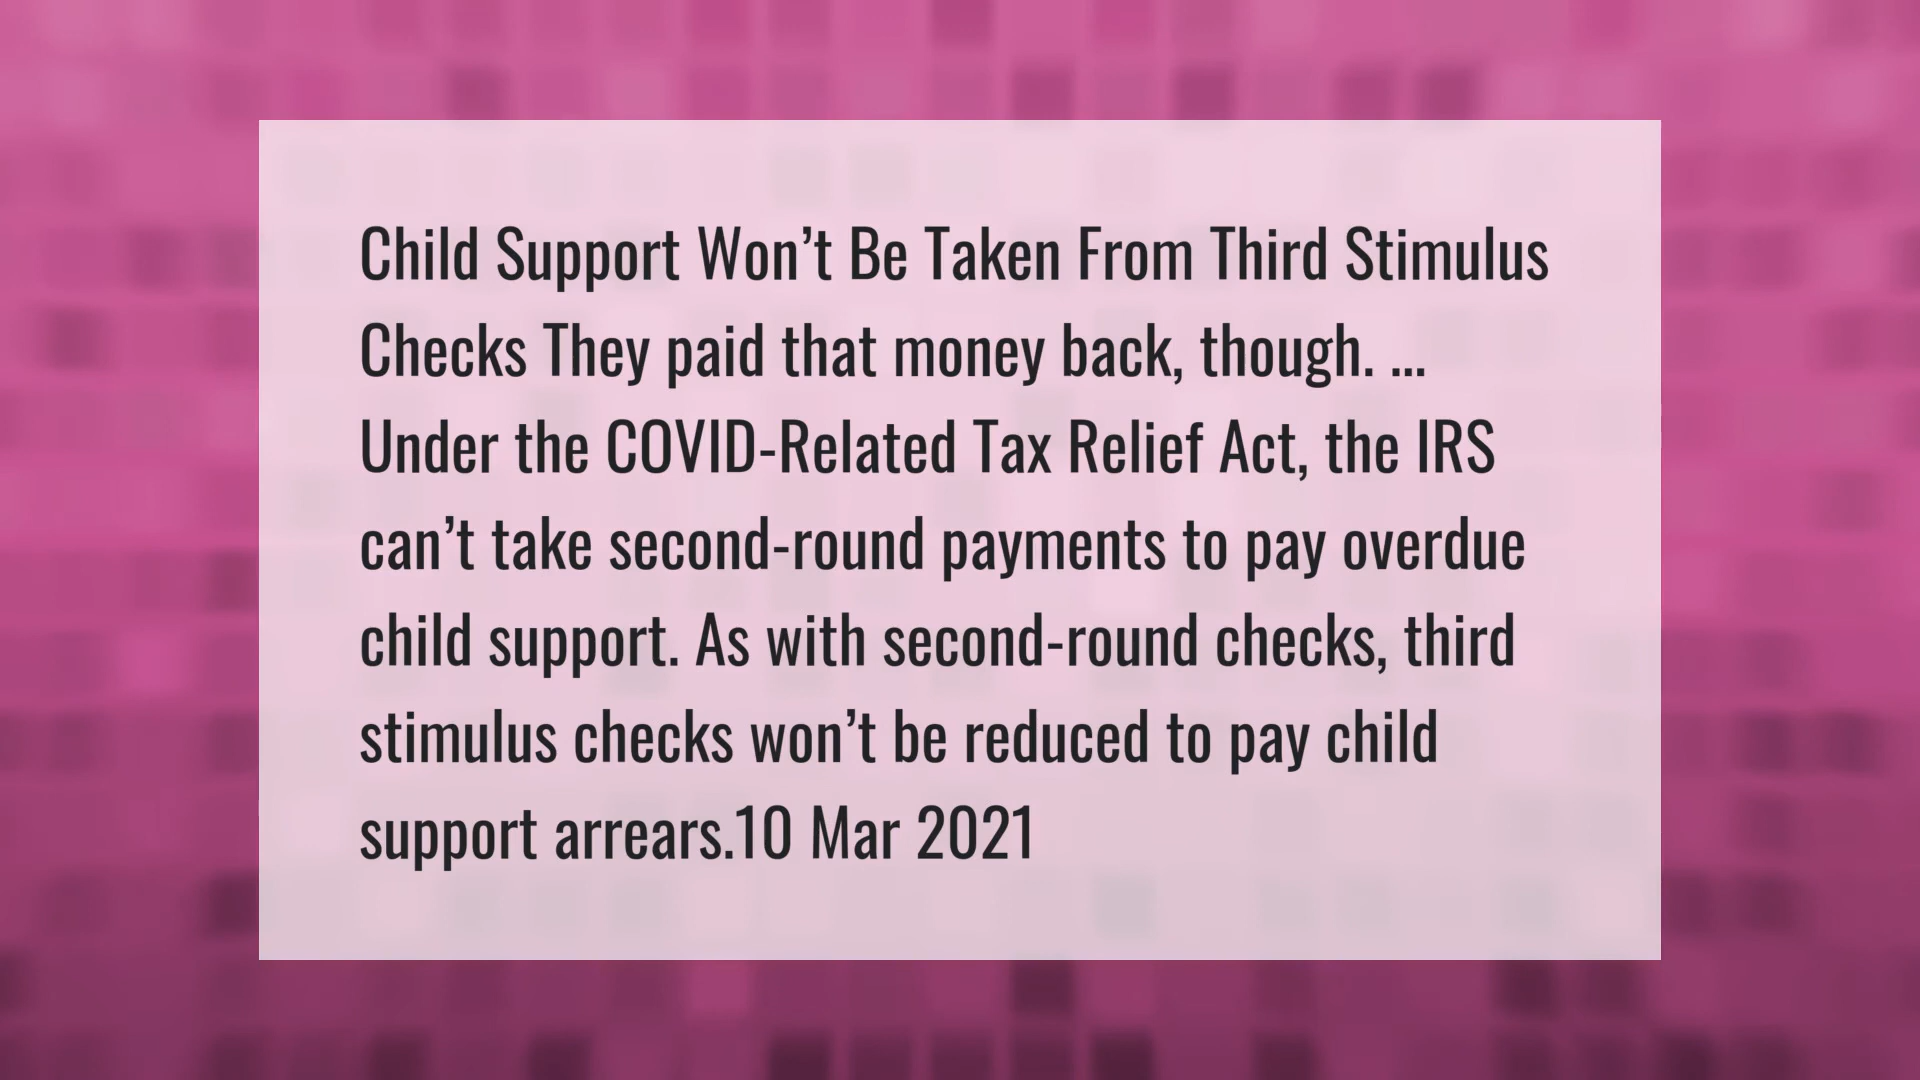 Child Support Won’t Be Taken From Third Stimulus
Checks They paid that money back, though. ...
Under the COVID-Related Tax Relief Act, the IRS
can’t take second-round payments to pay overdue
child support. As with second-round checks, third
stimulus checks won’t be reduced to pay child
support arrears.10 Mar 2021